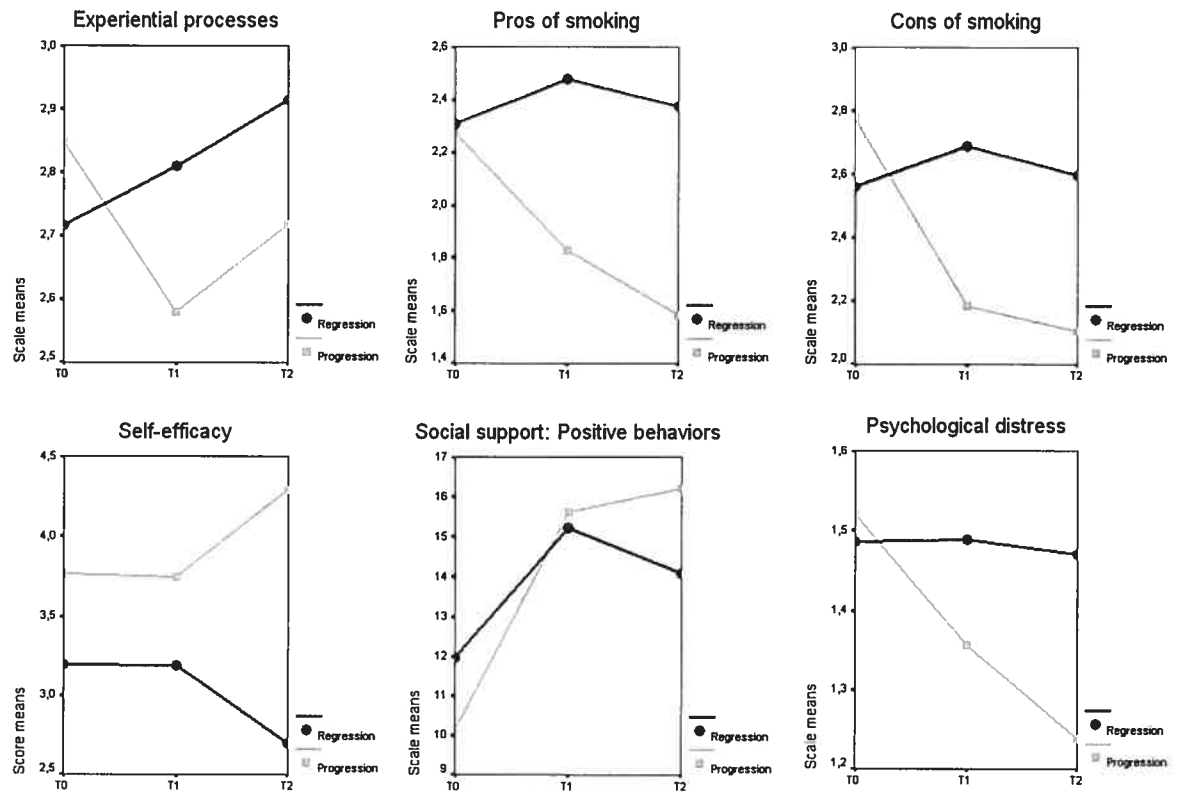 Experiential processes
3,0
2,9
2,8
2,7
2,6
2,5
Scale means
T0 T1 T2
Regression
Progression
Pros of smoking
2,6
2,4
2,2
2,0
1,8
1,6
1,4
Scale means
T0 T1 T2
Regression
Progression
Cons of smoking
3,0
2,8
2,6
2,4
2,2
2,0
Scale means
T0 T1 T2
Regression
Progression
Self-efficacy
4,5
4,0
3,5
3,0
2,5
Score means
T0 T1 T2
Regression
Progression
Social support: Positive behaviors
17
16
15
14
13
12
11
10
9
Scale means
T0 T1 T2
Regression
Progression
Psychological distress
1,6
1,5
1,4
1,3
1,2
Scale means
T0 T1 T2
Regression
Progression